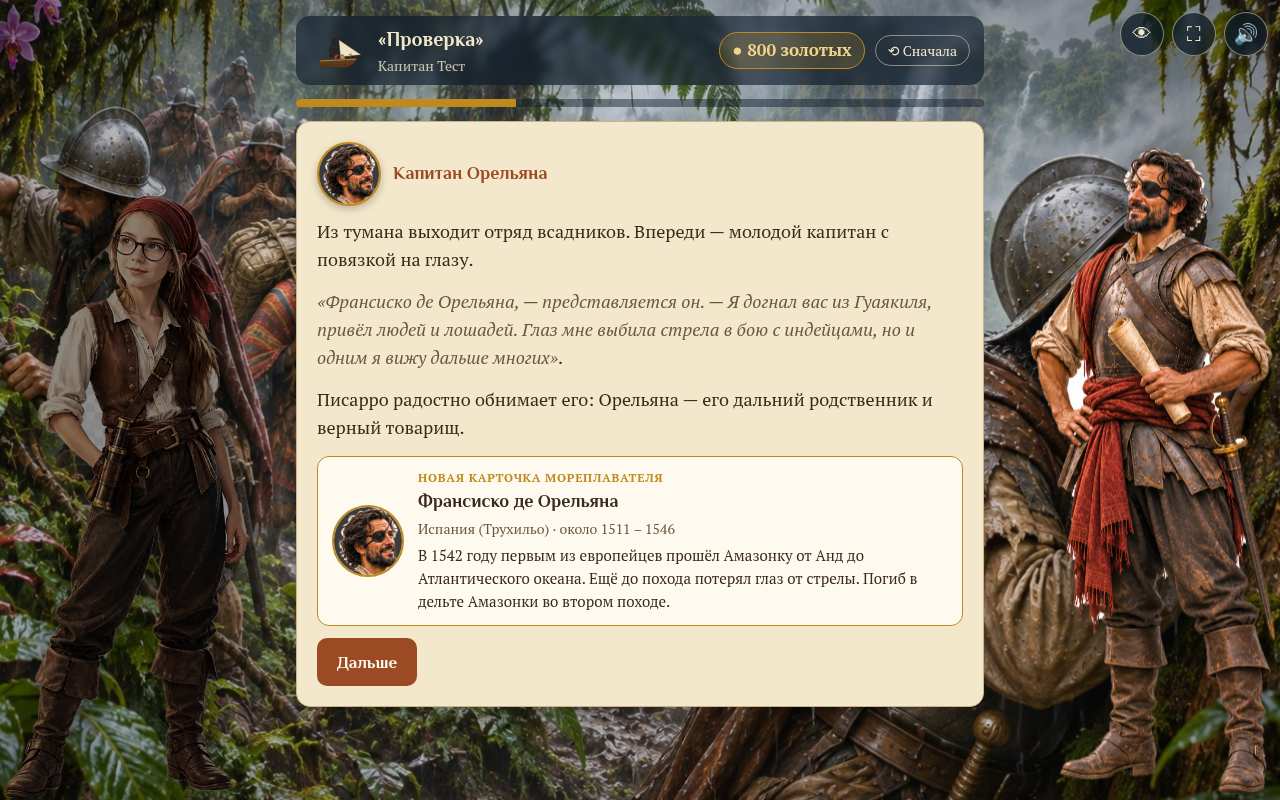 «Проверка»
Капитан Тест
● 800 золотых
⟲ Сначала
Капитан Орельяна
Из тумана выходит отряд всадников. Впереди — молодой капитан с
повязкой на глазу.
«Франсиско де Орельяна, — представляется он. — Я догнал вас из Гуаякиля,
привёл людей и лошадей. Глаз мне выбила стрела в бою с индейцами, но и
одним я вижу дальше многих».
Писарро радостно обнимает его: Орельяна — его дальний родственник и
верный товарищ.
НОВАЯ КАРТОЧКА МОРЕПЛАВАТЕЛЯ
Франсиско де Орельяна
Испания (Трухильо) · около 1511 – 1546
В 1542 году первым из европейцев прошёл Амазонку от Анд до
Атлантического океана. Ещё до похода потерял глаз от стрелы. Погиб в
дельте Амазонки во втором походе.
Дальше